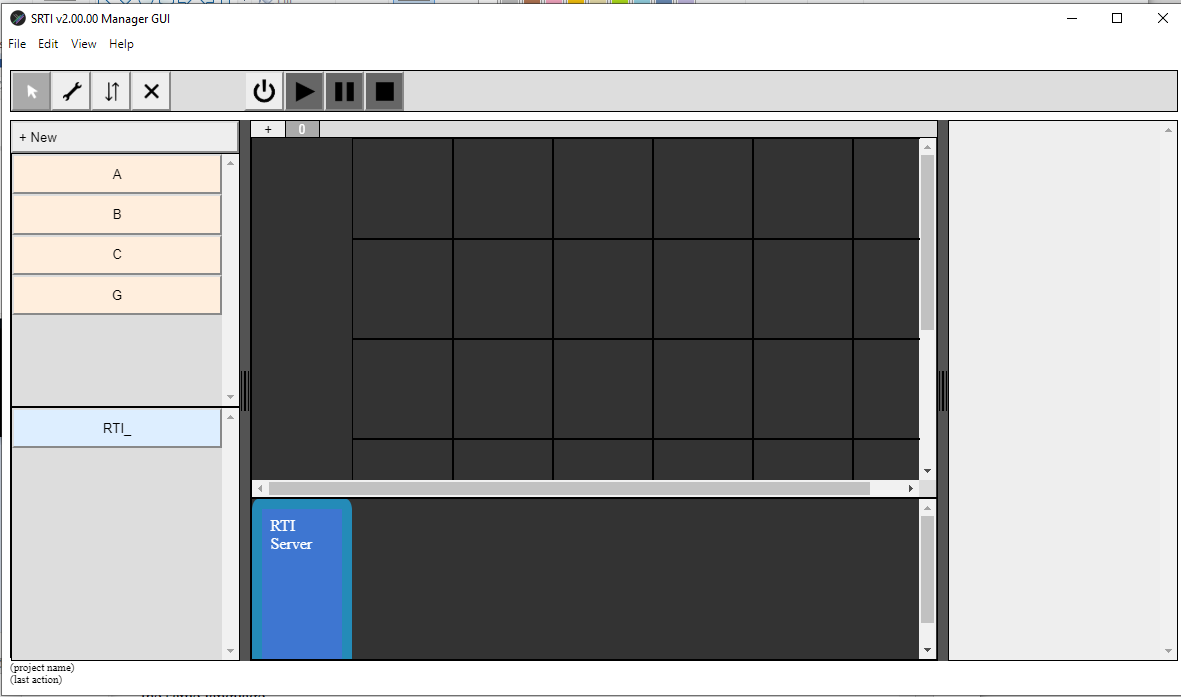 SRTI v2.00.00 Manager GUI
File Edit View Help
+ New
+ 0
A
B
C
G
RTI_
RTI
Server
(project name)
(last action)